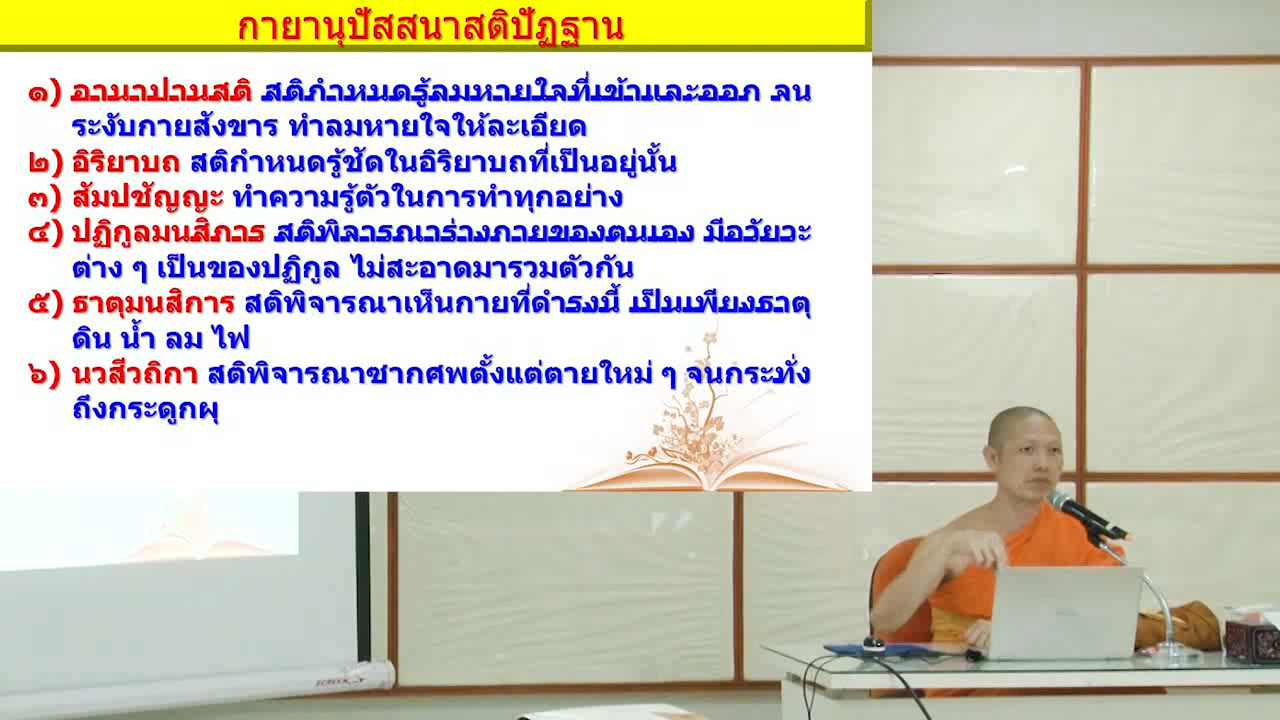 กายานุปัสสนาสติปัฏฐาน
๑) อานาปานสติ สติกำหนดรู้ลมหายใจที่เข้าและออก จน
ระงับกายสังขาร ทำลมหายใจให้ละเอียด
๒) อิริยาบถ สติกำหนดรู้ชัดในอิริยาบถที่เป็นอยู่นั้น
๓) สัมปชัญญะ ทำความรู้ตัวในการทำทุกอย่าง
๔) ปฏิกูลมนสิการ สติพิจารณาร่างกายของตนเอง มีอวัยวะ
ต่าง ๆ เป็นของปฏิกูล ไม่สะอาดมารวมตัวกัน
๕) ธาตุมนสิการ สติพิจารณาเห็นกายที่ดำรงนี้ เป็นเพียงธาตุ
ดิน น้ำ ลม ไฟ
๖) นวสีวถิกา สติพิจารณาซากศพตั้งแต่ตายใหม่ ๆ จนกระทั่ง
ถึงกระดูกผุ